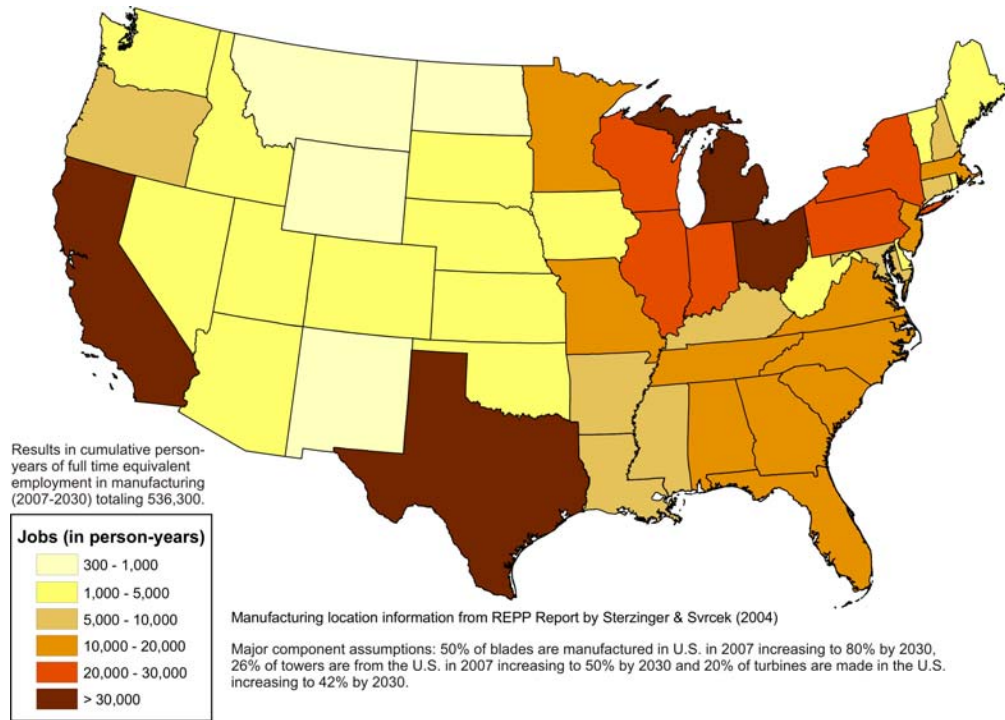 Results in cumulative person-
years of full time equivalent
employment in manufacturing
(2007-2030) totaling 536,300.
Jobs (in person-years)
300 - 1,000
1,000 - 5,000
5,000 - 10,000
10,000 - 20,000
20,000 - 30,000
> 30,000
Manufacturing location information from REPP Report by Sterzinger & Svrcek (2004)
Major component assumptions: 50% of blades are manufactured in U.S. in 2007 increasing to 80% by 2030,
26% of towers are from the U.S. in 2007 increasing to 50% by 2030 and 20% of turbines are made in the U.S.
increasing to 42% by 2030.